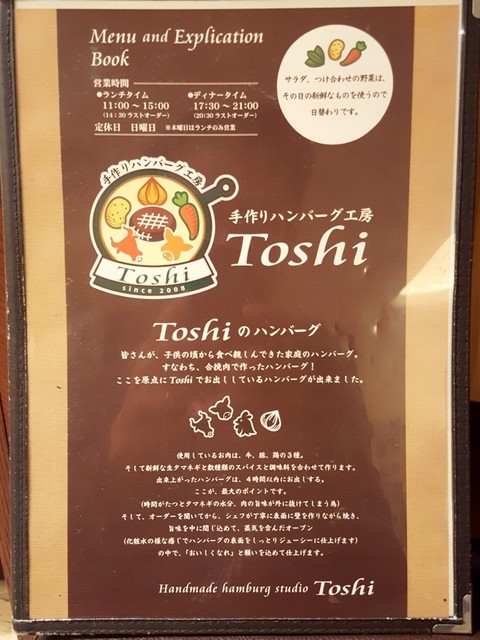 Menu and Explication
Book
営業時間
●ランチタイム ●ディナータイム
11:00～15:00 17:30～21:00
(14:30 ラストオーダー) (20:30 ラストオーダー)
定休日 日曜日 ※木曜日はランチのみ営業
サラダ、つけ合わせの野菜は、
その日の新鮮なものを使うので
日替わりです。
手作りハンバーグ工房
Toshi
since 2008
手作りハンバーグ工房
Toshi
Toshiのハンバーグ
皆さんが、子供の頃から食べ親しんできた家庭のハンバーグ。
すなわち、合挽肉で作ったハンバーグ！
ここを原点にToshiでお出ししているハンバーグが出来ました。
使用しているお肉は、牛、豚、鶏の3種。
そして新鮮な生タマネギと数種類のスパイスと調味料を合わせて作ります。
出来上がったハンバーグは、4時間以内にお出しする。
ここが、最大のポイントです。
(時間がたつとタマネギの水分、肉の旨味が外に抜けてしまう為)
そして、オーダーを聞いてから、シェフが丁寧に表面に壁を作りながら焼き、
旨味を中に閉じ込めて、蒸気を含んだオーブン
(化粧水の様な感じでハンバーグの表面をしっとりジューシーに仕上げます)
の中で、「おいしくなれ」と願いを込めて仕上げます。
Handmade hamburg studio Toshi